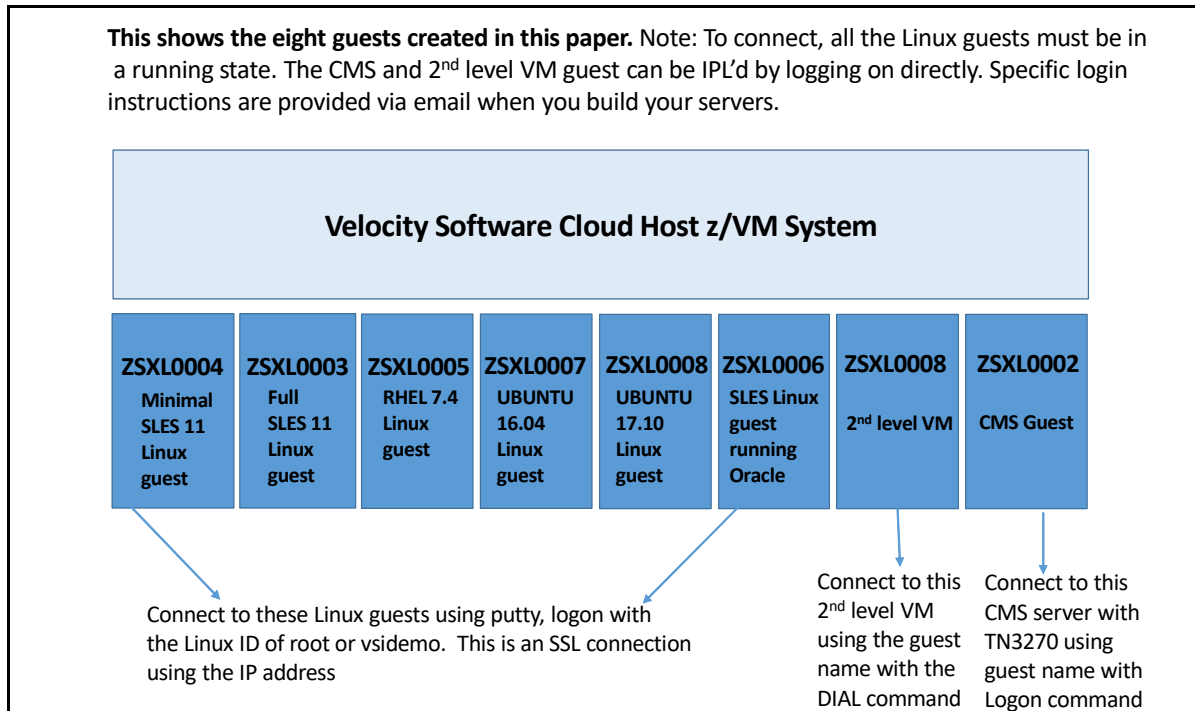 This shows the eight guests created in this paper. Note: To connect, all the Linux guests must be in
a running state. The CMS and 2nd level VM guest can be IPL'd by logging on directly. Specific login
instructions are provided via email when you build your servers.
Velocity Software Cloud Host z/VM System
ZSXL0004
Minimal
SLES 11
Linux
guest
ZSXL0003
Full
SLES 11
Linux
guest
ZSXL0005
RHEL 7.4
Linux
guest
ZSXL0007
UBUNTU
16.04
Linux
guest
ZSXL0008
UBUNTU
17.10
Linux
guest
ZSXL0006
SLES Linux
guest
running
Oracle
ZSXL0008
2nd level VM
ZSXL0002
CMS Guest
Connect to these Linux guests using putty, logon with
the Linux ID of root or vsidemo.  This is an SSL connection
using the IP address
Connect to this
2nd level VM
using the guest
name with the
DIAL command
Connect to this
CMS server with
TN3270 using
guest name with
Logon command